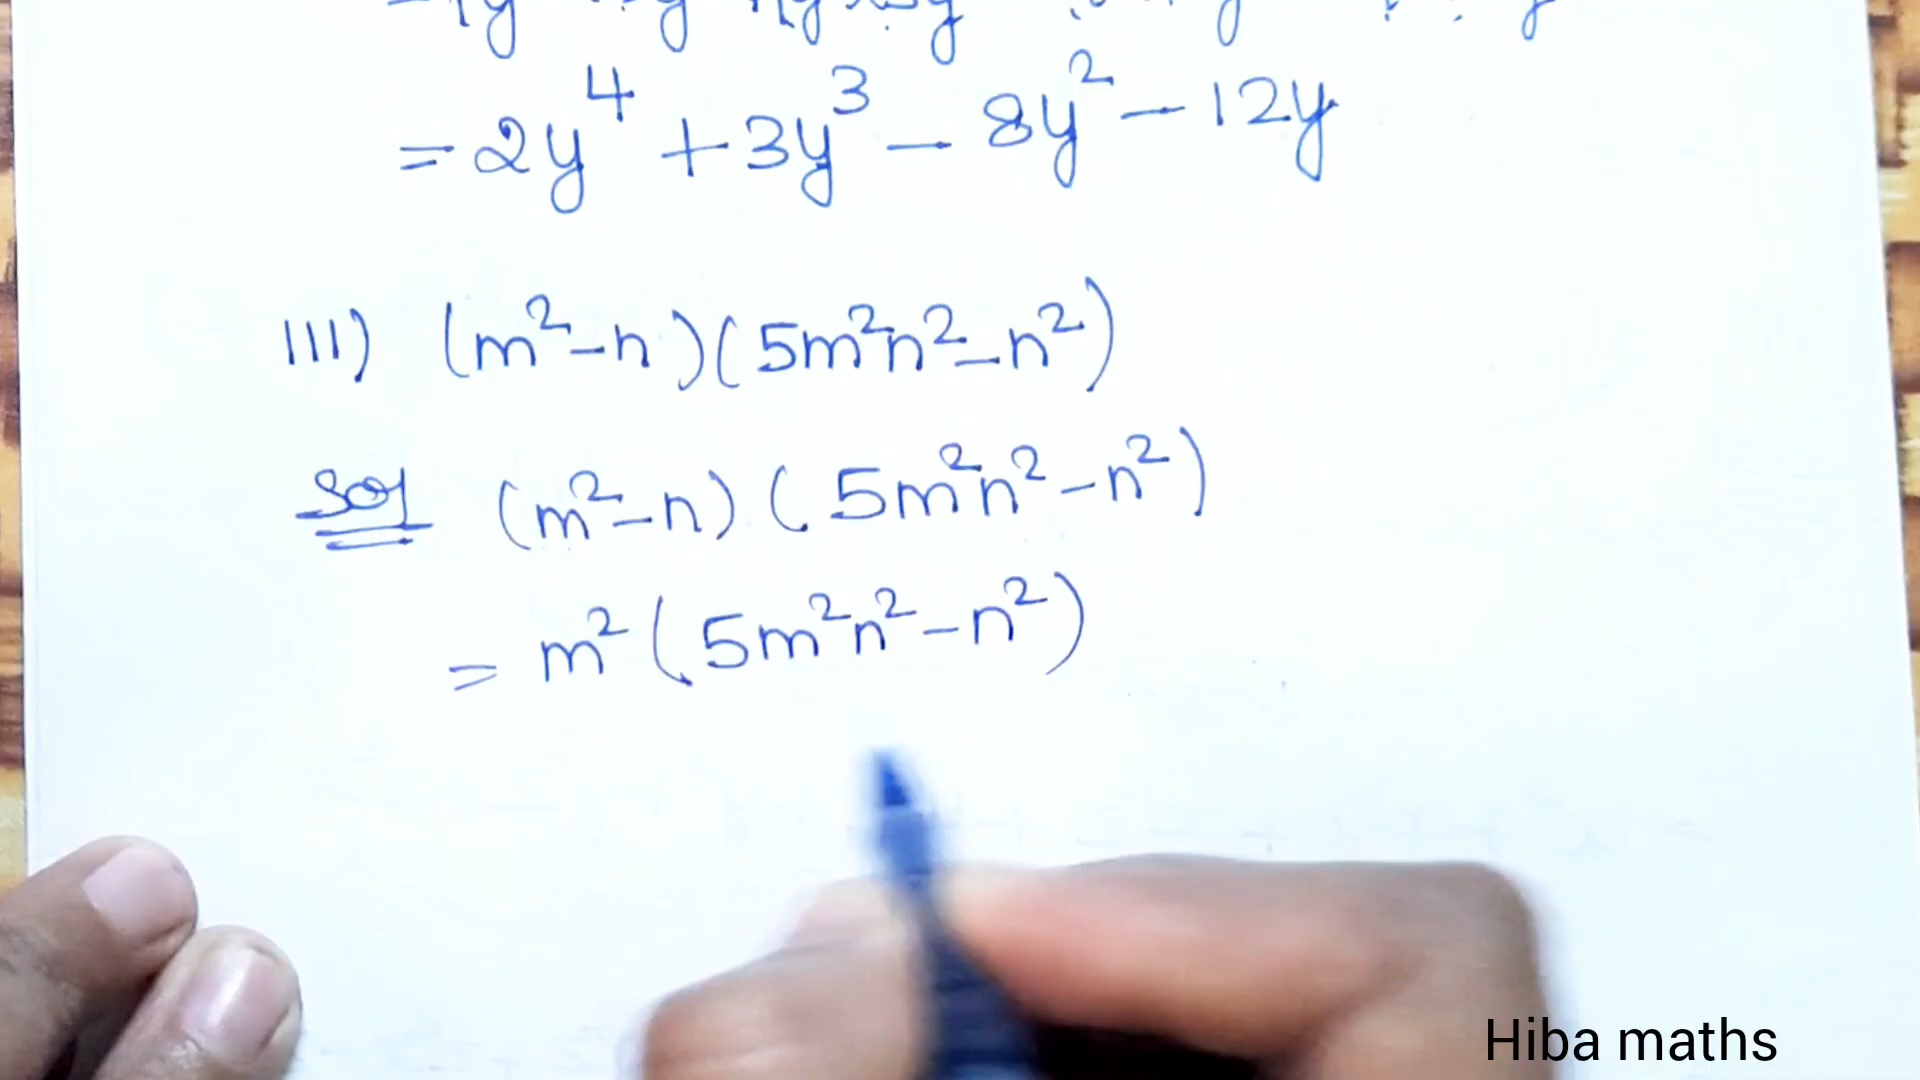 = 2y⁴ + 3y³ - 8y² - 12y
III) (m²-n)(5m²n²-n²)
Sol (m²-n)(5m²n²-n²)
= m²(5m²n²-n²)
Hiba maths